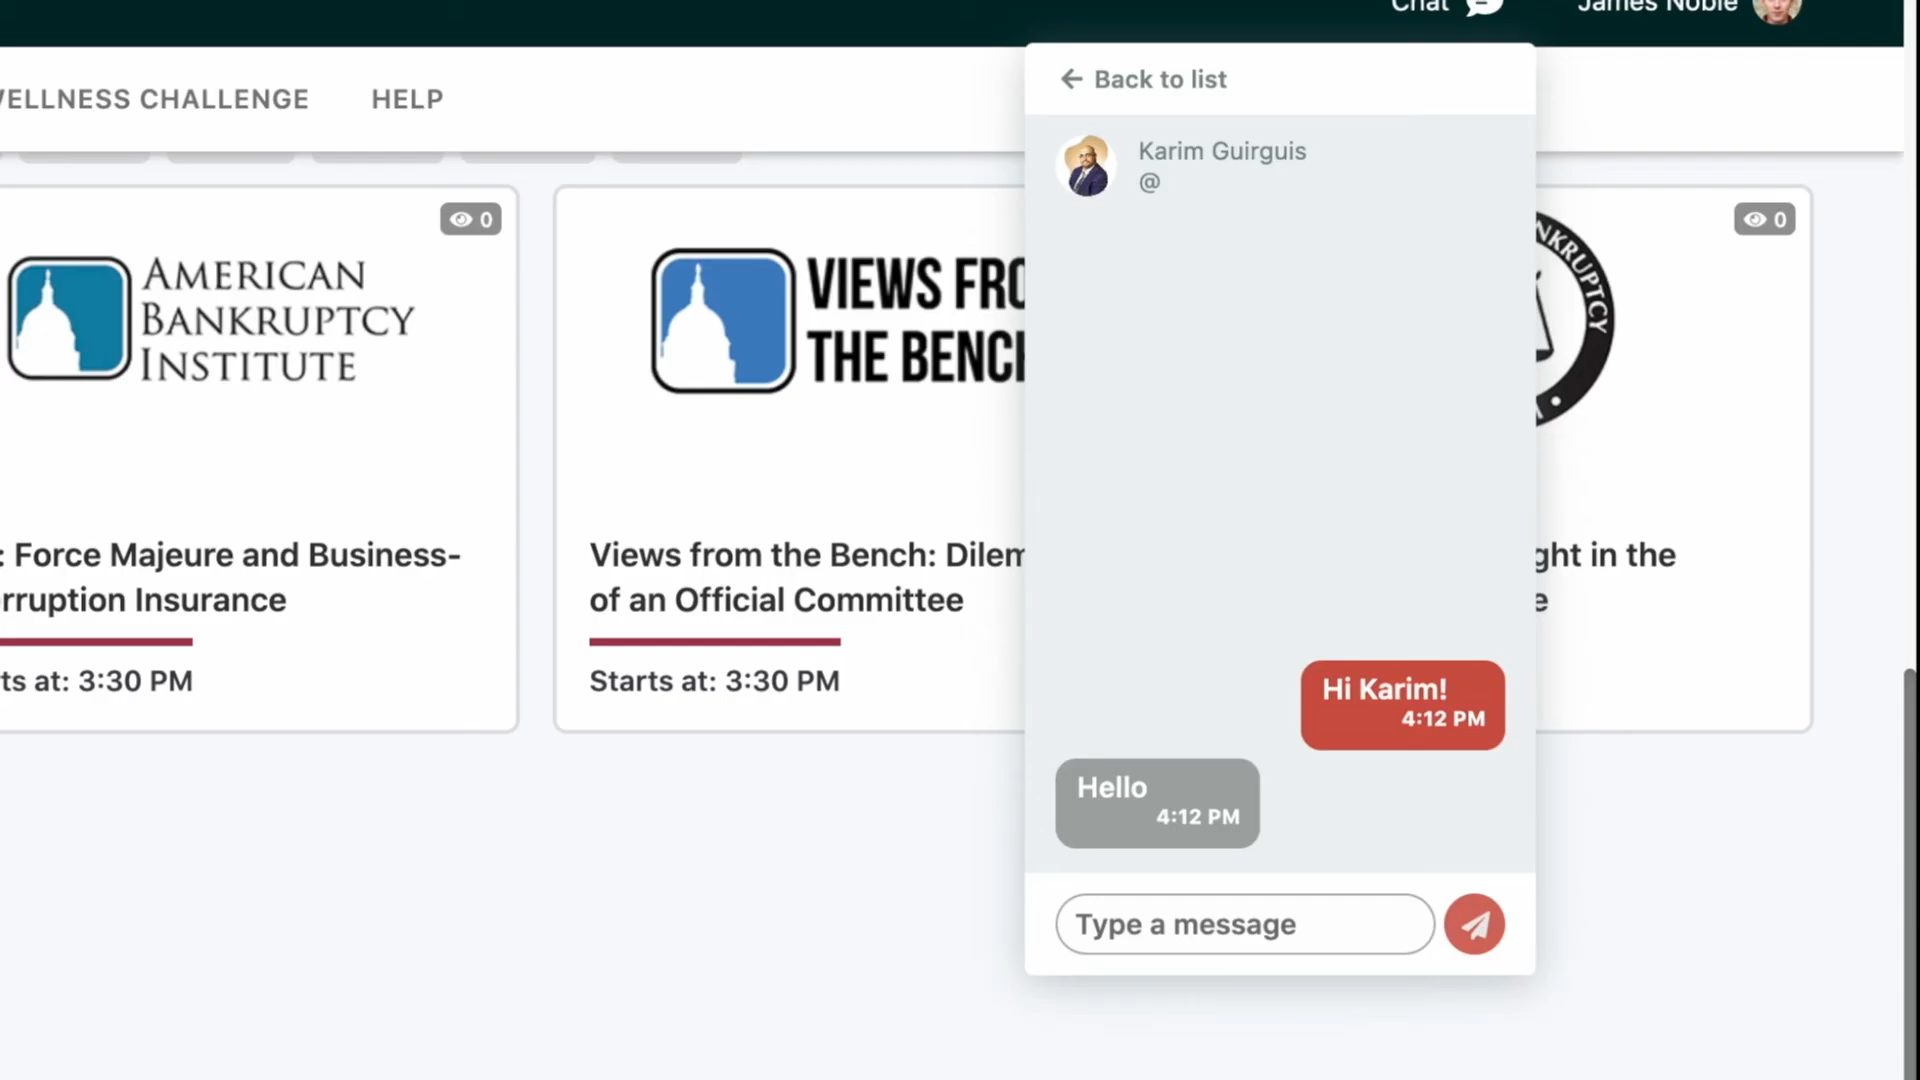 Chat
James Noble
WELLNESS CHALLENGE
HELP
Back to list
Karim Guirguis
@
0
AMERICAN
BANKRUPTCY
INSTITUTE
: Force Majeure and Business-
rruption Insurance
ts at: 3:30 PM
VIEWS FRO
THE BENCH
Views from the Bench: Dilem
of an Official Committee
Starts at: 3:30 PM
0
NKRUPTCY
ght in the
e
Hi Karim!
4:12 PM
Hello
4:12 PM
Type a message